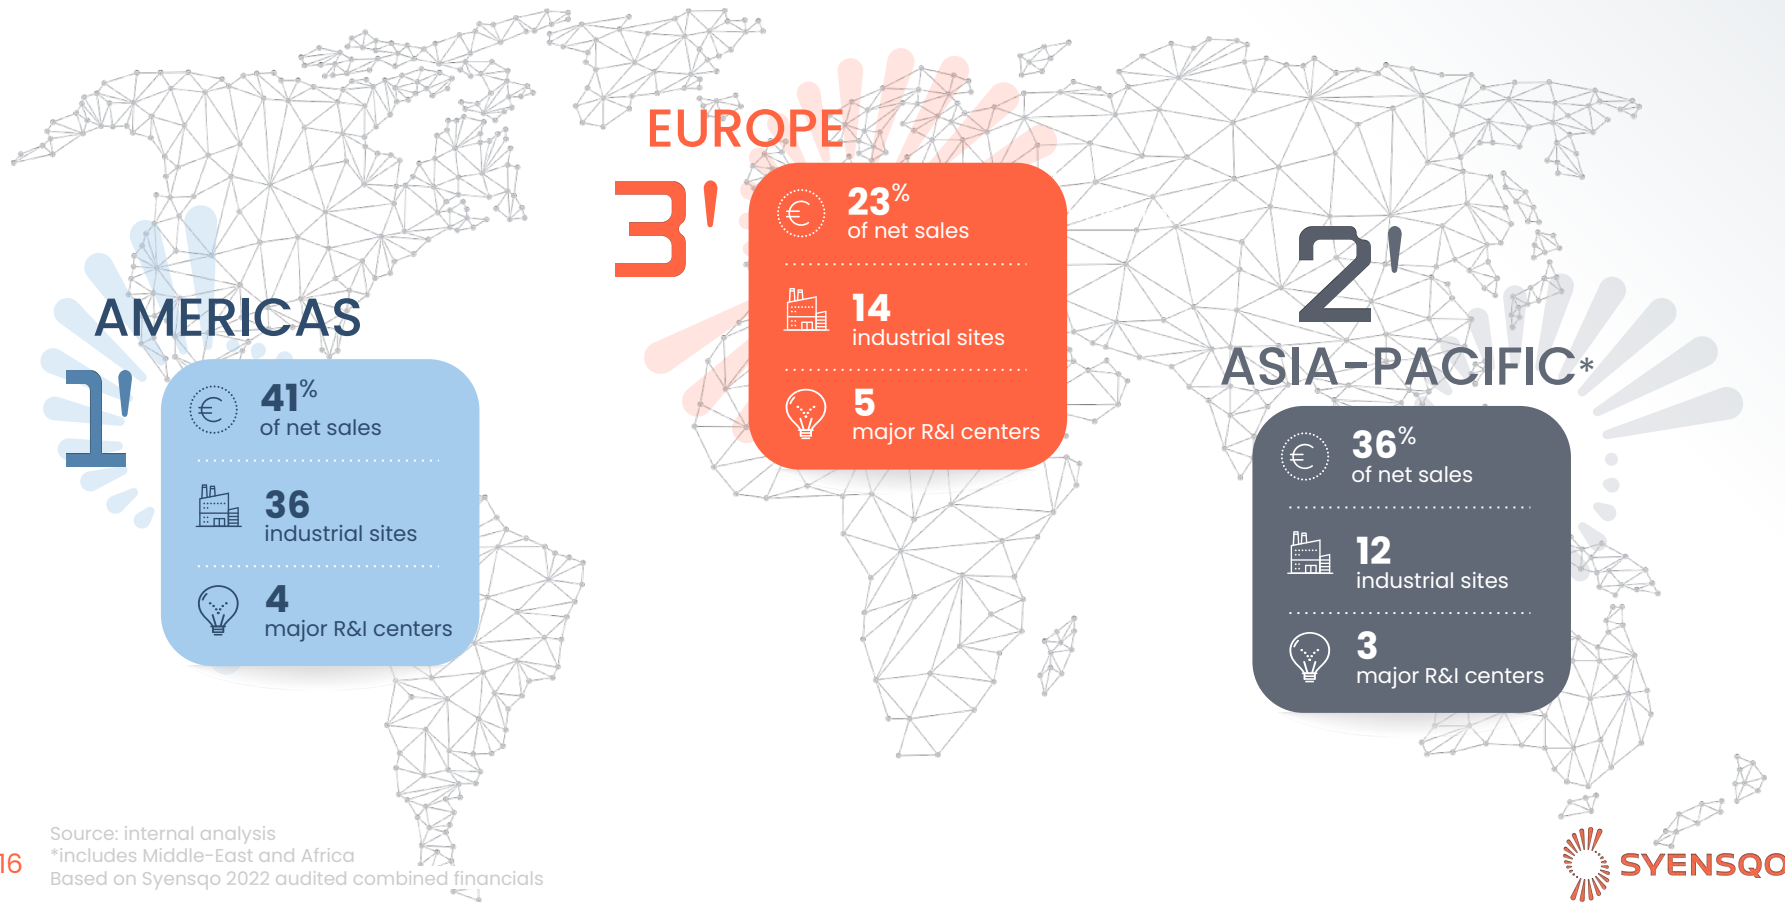 EUROPE
3'
23%
of net sales
14
industrial sites
5
major R&I centers
AMERICAS
1'
41%
of net sales
36
industrial sites
4
major R&I centers
2'
ASIA-PACIFIC*
36%
of net sales
12
industrial sites
3
major R&I centers
Source: internal analysis
*includes Middle-East and Africa
Based on Syensqo 2022 audited combined financials
16
SYENSQO